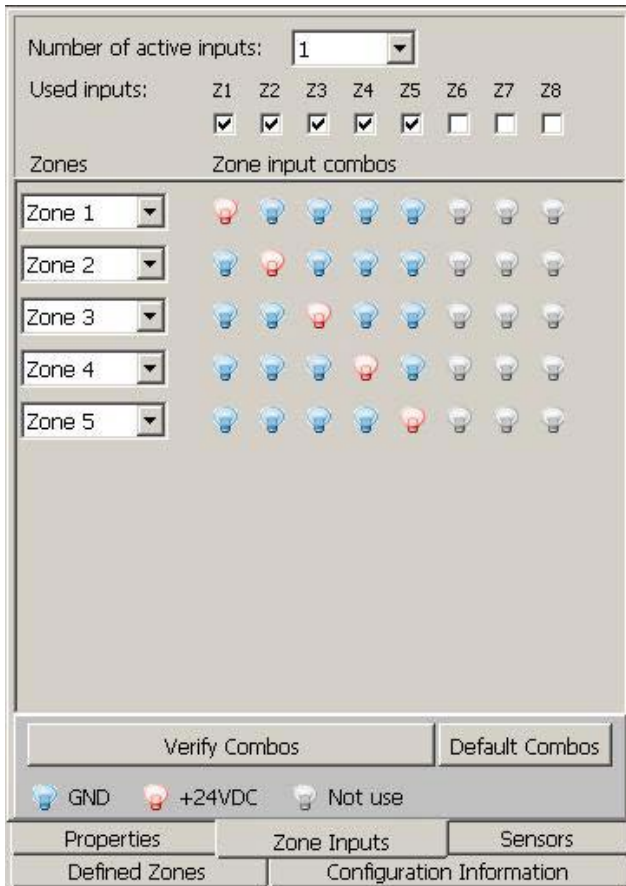 Number of active inputs: 1
Used inputs: Z1 Z2 Z3 Z4 Z5 Z6 Z7 Z8
Zones Zone input combos
Zone 1
Zone 2
Zone 3
Zone 4
Zone 5
Verify Combos Default Combos
GND +24VDC Not use
Properties Zone Inputs Sensors
Defined Zones Configuration Information